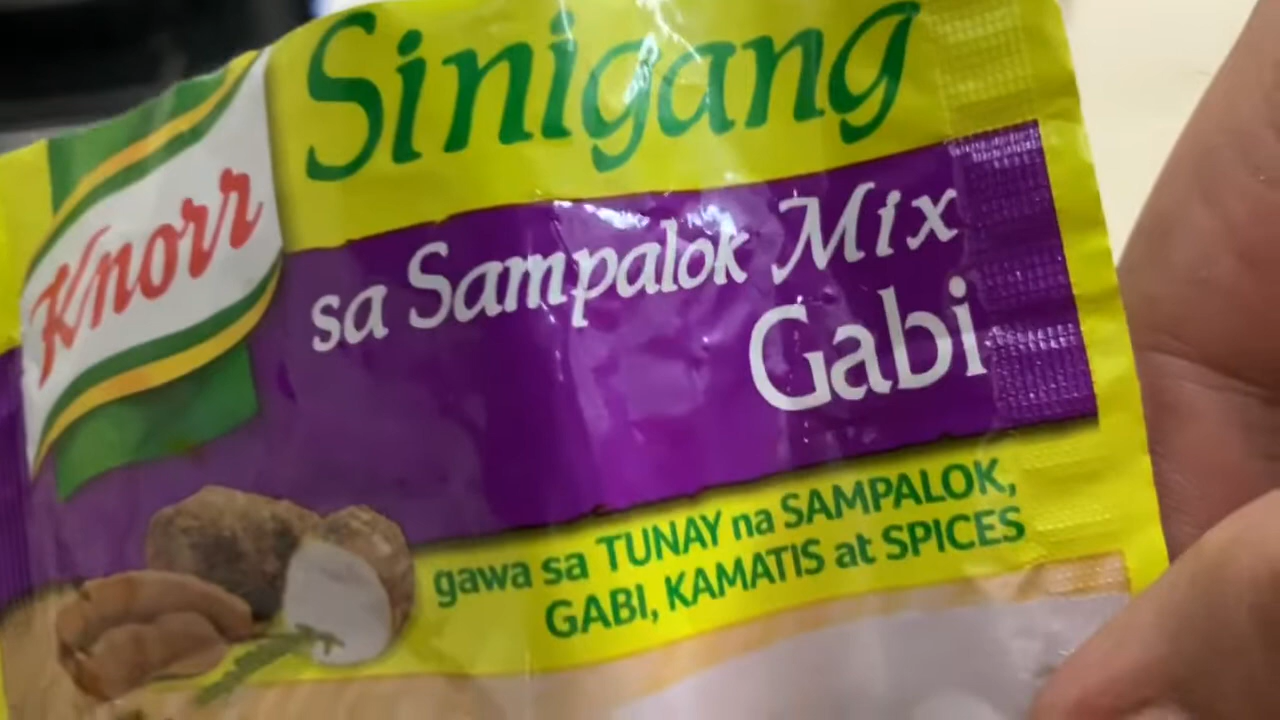 Sinigang
Knorr
sa Sampalok Mix
Gabi
gawa sa TUNAY na SAMPALOK,
GABI, KAMATIS at SPICES